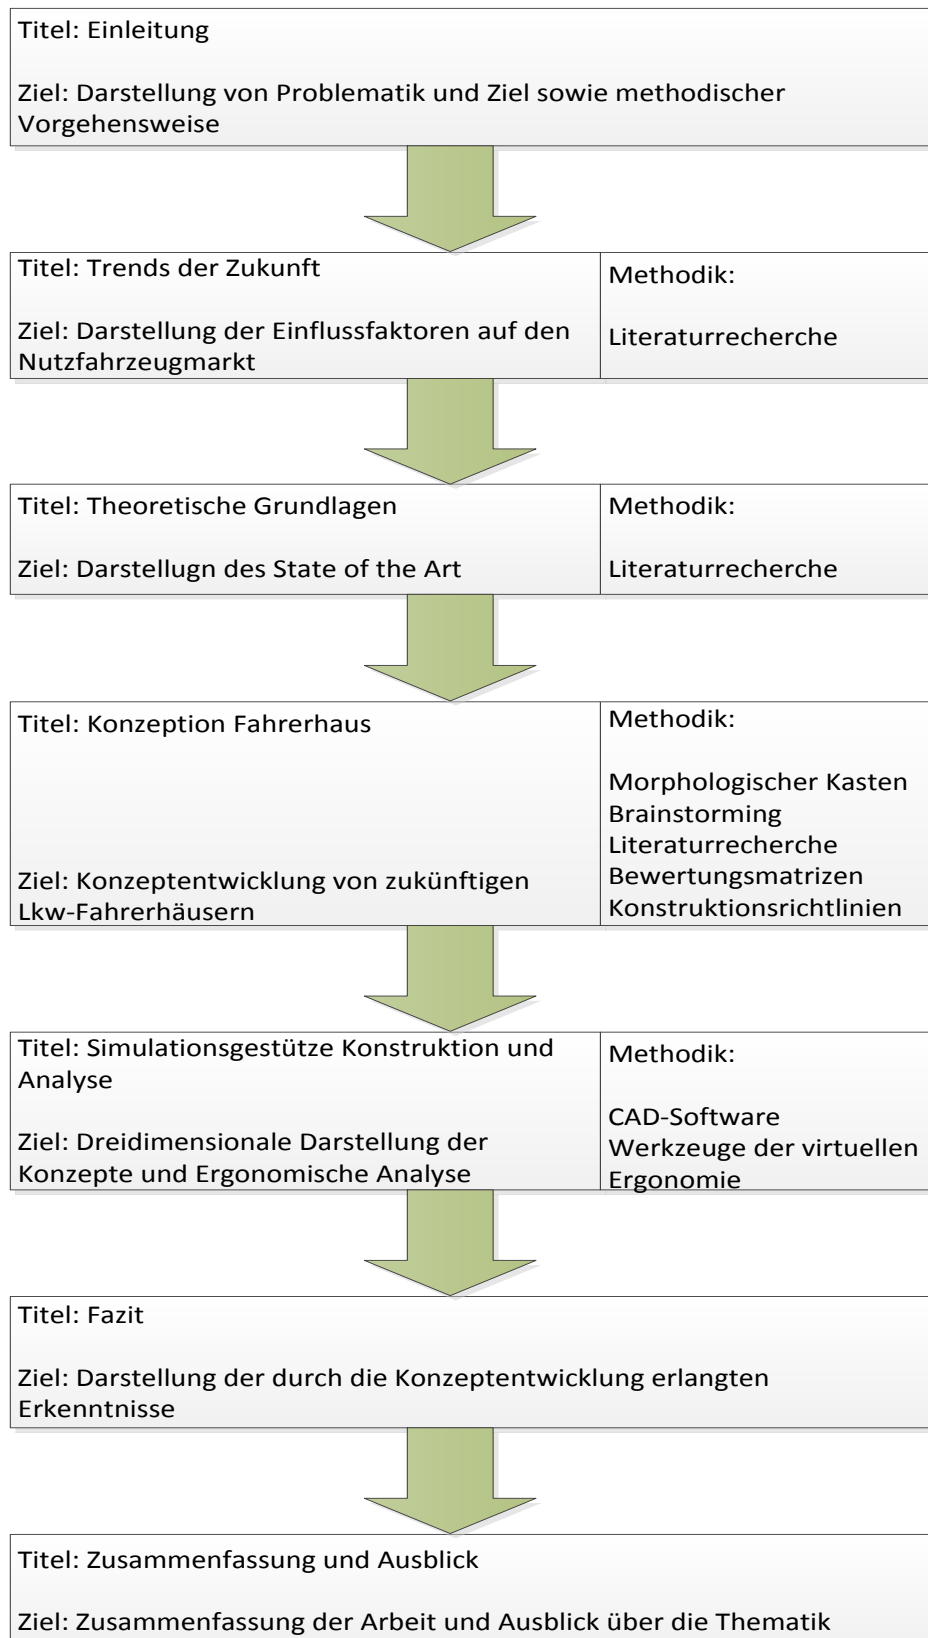 Titel: Einleitung
Ziel: Darstellung von Problematik und Ziel sowie methodischer
Vorgehensweise
Titel: Trends der Zukunft
Ziel: Darstellung der Einflussfaktoren auf den
Nutzfahrzeugmarkt
Methodik:
Literaturrecherche
Titel: Theoretische Grundlagen
Ziel: Darstellugn des State of the Art
Methodik:
Literaturrecherche
Titel: Konzeption Fahrerhaus
Ziel: Konzeptentwicklung von zukünftigen
Lkw-Fahrerhäusern
Methodik:
Morphologischer Kasten
Brainstorming
Literaturrecherche
Bewertungsmatrizen
Konstruktionsrichtlinien
Titel: Simulationsgestütze Konstruktion und
Analyse
Ziel: Dreidimensionale Darstellung der
Konzepte und Ergonomische Analyse
Methodik:
CAD-Software
Werkzeuge der virtuellen
Ergonomie
Titel: Fazit
Ziel: Darstellung der durch die Konzeptentwicklung erlangten
Erkenntnisse
Titel: Zusammenfassung und Ausblick
Ziel: Zusammenfassung der Arbeit und Ausblick über die Thematik